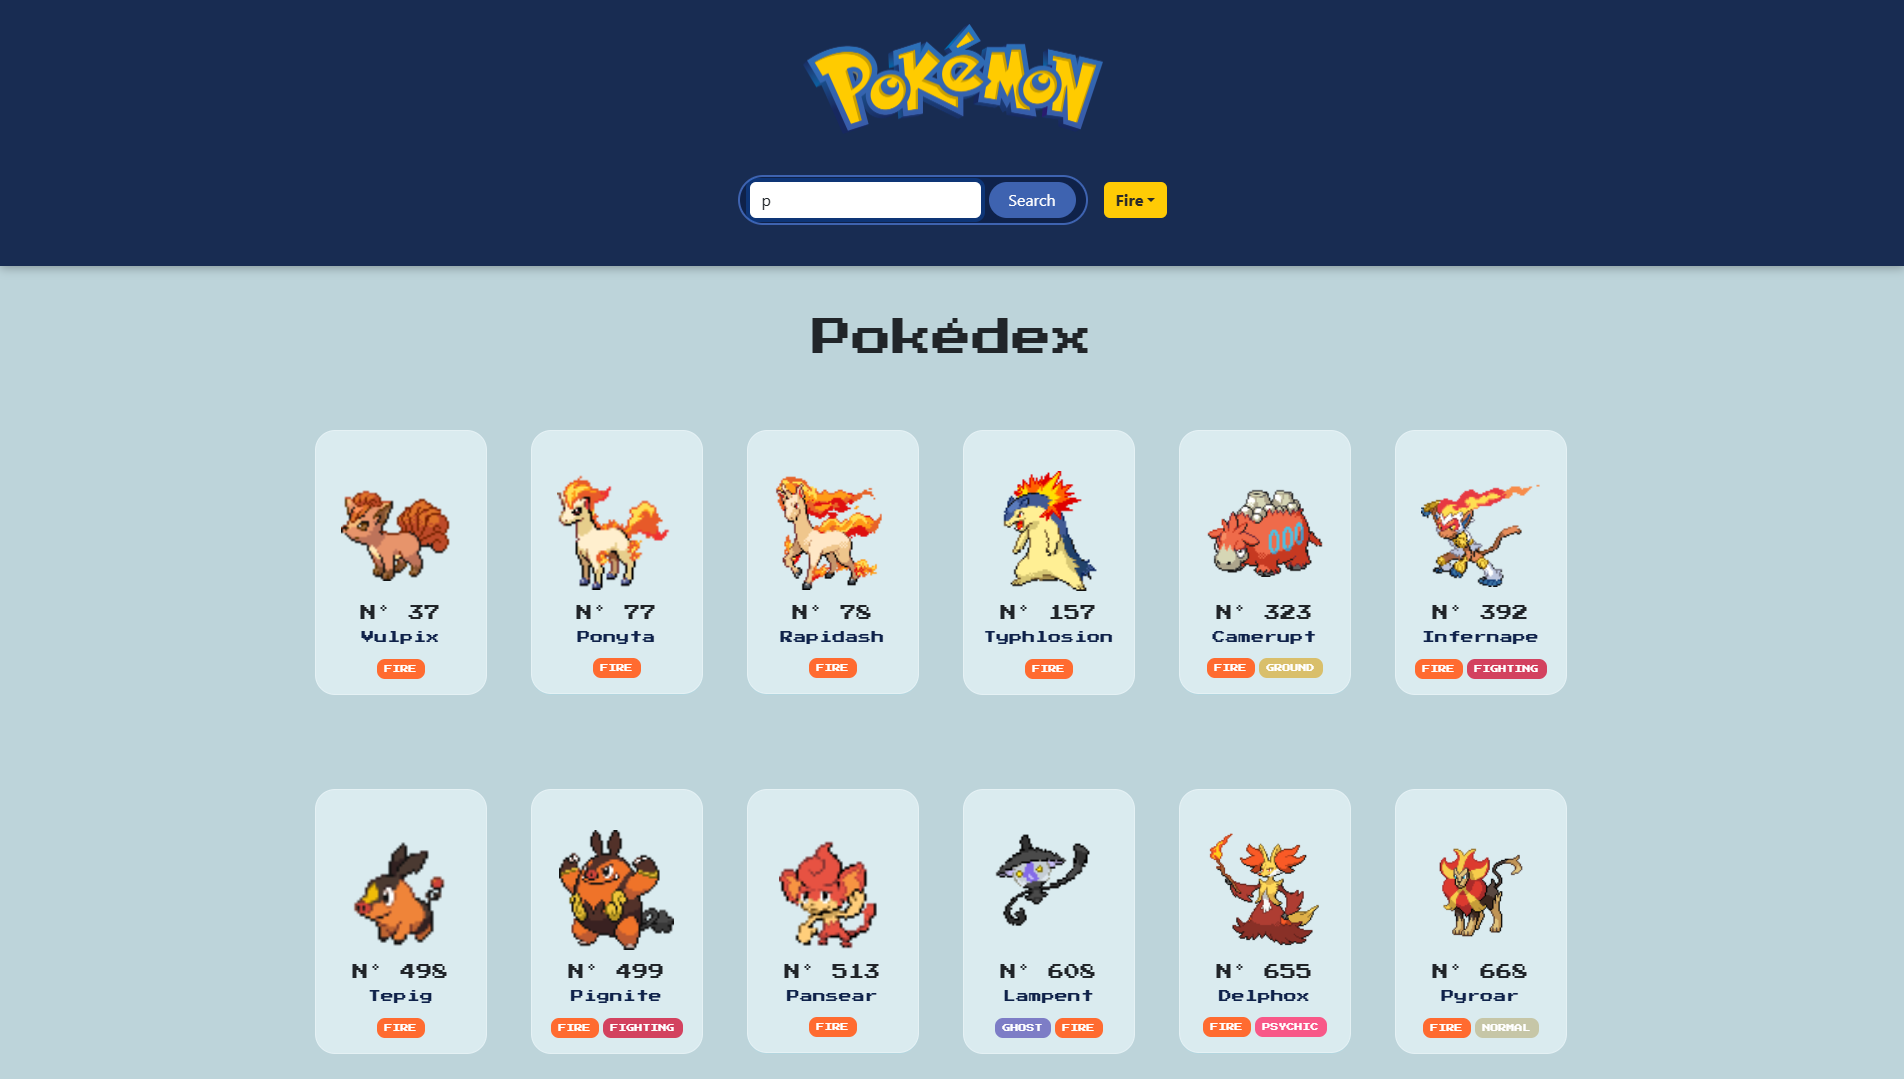 Pokémon
p
Search
Fire
Pokédex
N° 37
Vulpix
FIRE
N° 77
Ponyta
FIRE
N° 78
Rapidash
FIRE
N° 157
Typhlosion
FIRE
N° 323
Camerupt
FIRE GROUND
N° 392
Infernape
FIRE FIGHTING
N° 498
Tepig
FIRE
N° 499
Pignite
FIRE FIGHTING
N° 513
Pansear
FIRE
N° 608
Lampent
GHOST FIRE
N° 655
Delphox
FIRE PSYCHIC
N° 668
Pyroar
FIRE NORMAL